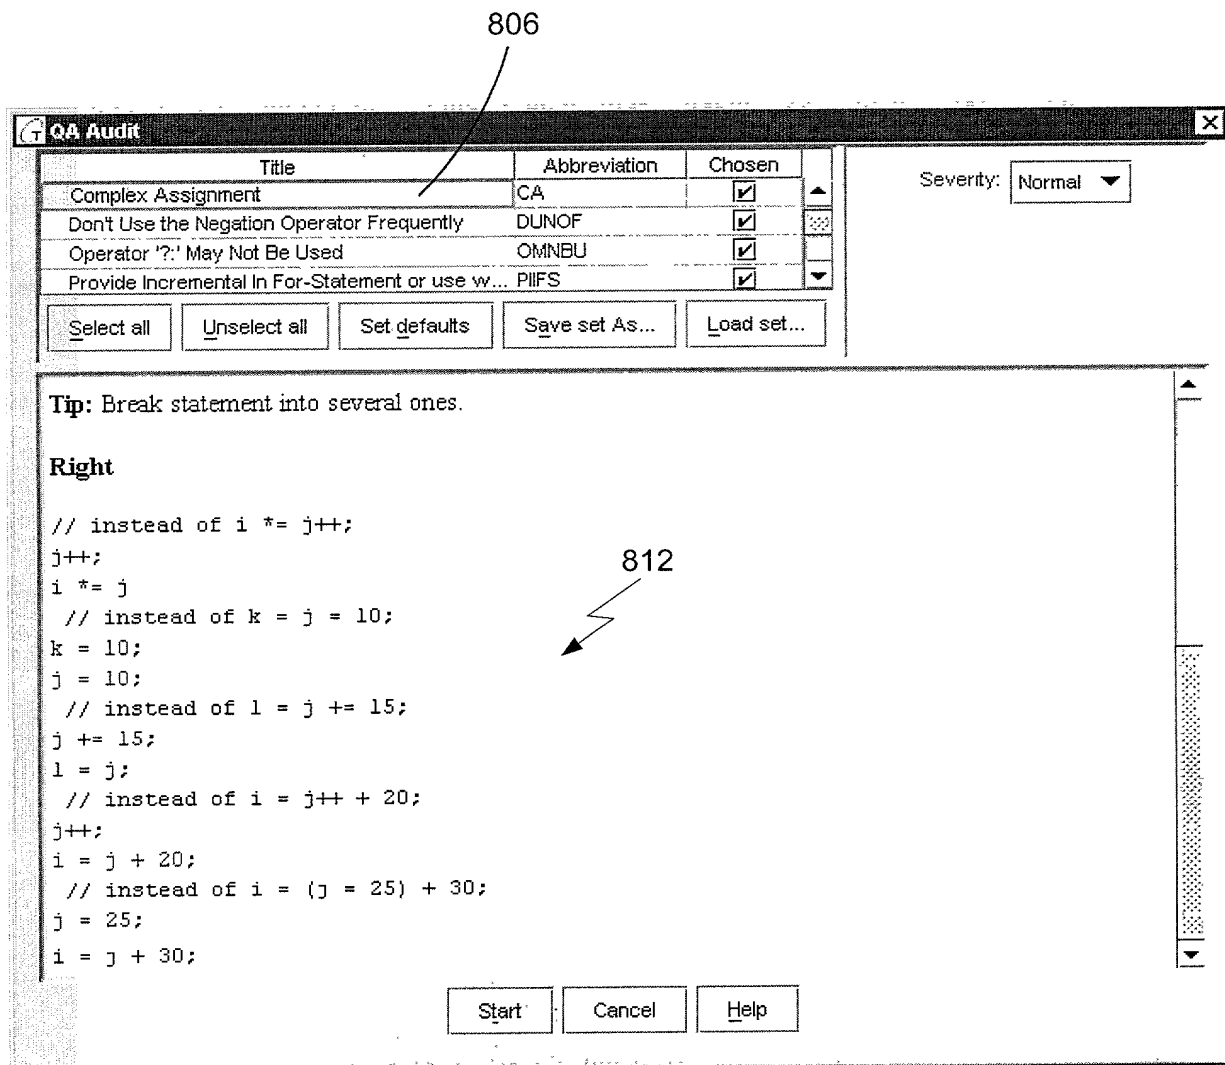 806
QA Audit
Title Abbreviation Chosen
Complex Assignment CA
Don't Use the Negation Operator Frequently DUNOF
Operator '?:' May Not Be Used OMNBU
Provide Incremental In For-Statement or use w... PIIFS
Severity: Normal
Select all Unselect all Set defaults Save set As... Load set...
Tip: Break statement into several ones.
Right
// instead of i *= j++;
j++;
i *= j
// instead of k = j = 10;
k = 10;
j = 10;
// instead of l = j += 15;
j += 15;
l = j;
// instead of i = j++ + 20;
j++;
i = j + 20;
// instead of i = (j = 25) + 30;
j = 25;
i = j + 30;
812
Start Cancel Help